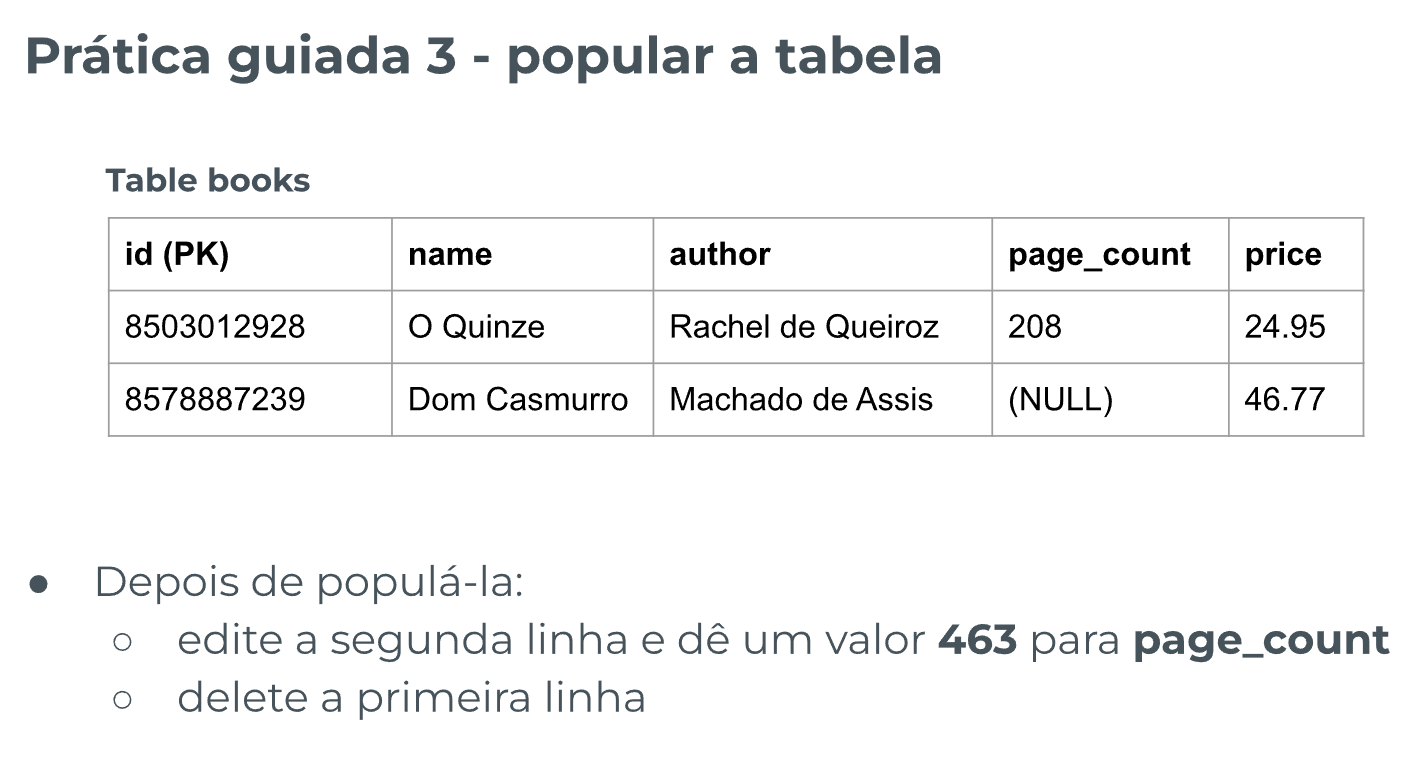 Prática guiada 3 - popular a tabela
Table books
id (PK) name author page_count price
8503012928 O Quinze Rachel de Queiroz 208 24.95
8578887239 Dom Casmurro Machado de Assis (NULL) 46.77
● Depois de populá-la:
○ edite a segunda linha e dê um valor 463 para page_count
○ delete a primeira linha